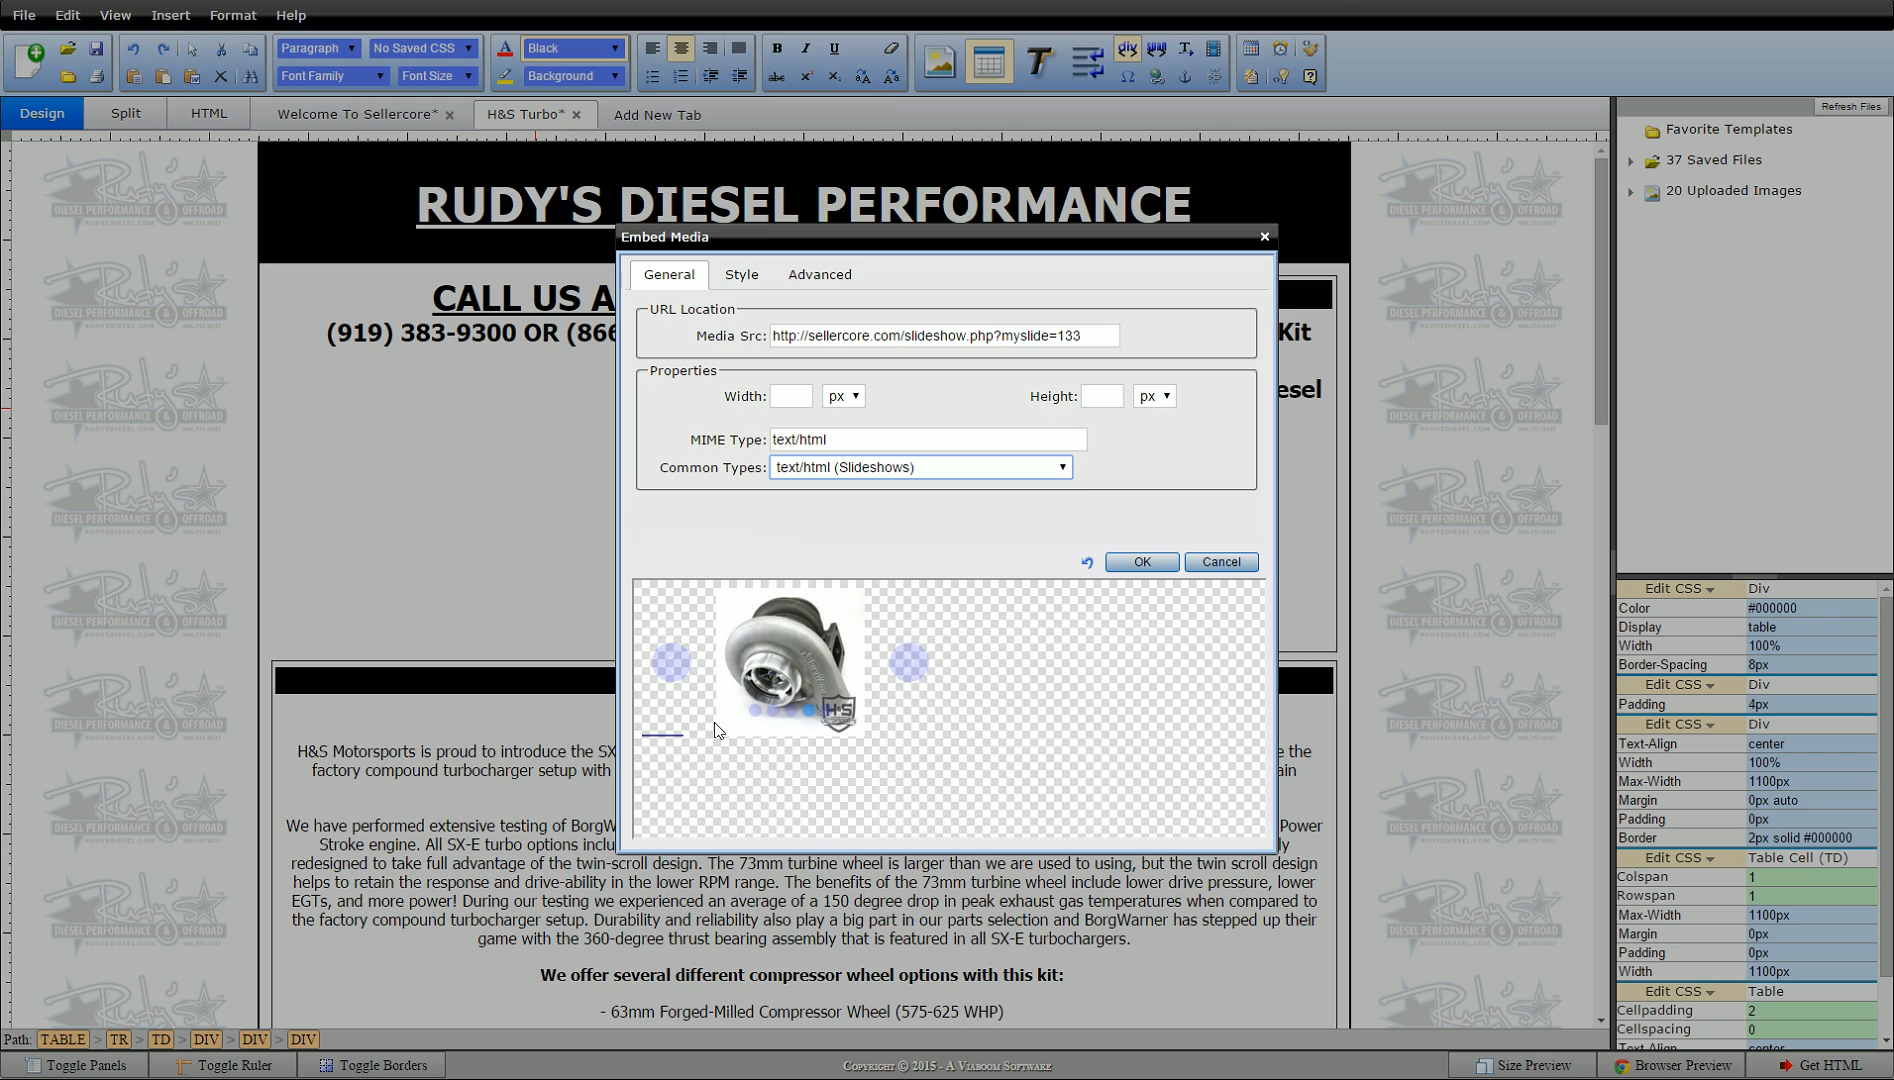 File Edit View Insert Format Help
Paragraph No Saved CSS Black
Font Family Font Size Background
Design Split HTML Welcome To Sellercore* H&S Turbo* Add New Tab
Refresh Files
Favorite Templates
37 Saved Files
20 Uploaded Images
RUDY'S DIESEL PERFORMANCE
CALL US A
(919) 383-9300 OR (866
Kit
esel
Embed Media
General Style Advanced
URL Location
Media Src: http://sellercore.com/slideshow.php?myslide=133
Properties
Width: px Height: px
MIME Type: text/html
Common Types: text/html (Slideshows)
OK Cancel
H&S
H&S Motorsports is proud to introduce the SX
e the
factory compound turbocharger setup with
ain
We have performed extensive testing of BorgW
Power
Stroke engine. All SX-E turbo options inclu
ly
redesigned to take full advantage of the twin-scroll design. The 73mm turbine wheel is larger than we are used to using, but the twin scroll design
helps to retain the response and drive-ability in the lower RPM range. The benefits of the 73mm turbine wheel include lower drive pressure, lower
EGTs, and more power! During our testing we experienced an average of a 150 degree drop in peak exhaust gas temperatures when compared to
the factory compound turbocharger setup. Durability and reliability also play a big part in our parts selection and BorgWarner has stepped up their
game with the 360-degree thrust bearing assembly that is featured in all SX-E turbochargers.
We offer several different compressor wheel options with this kit:
- 63mm Forged-Milled Compressor Wheel (575-625 WHP)
Rudy's
DIESEL PERFORMANCE & OFFROAD
RUDYSDIESEL.COM
Edit CSS Div
Color #000000
Display table
Width 100%
Border-Spacing 8px
Edit CSS Div
Padding 4px
Edit CSS Div
Text-Align center
Width 100%
Max-Width 1100px
Margin 0px auto
Padding 0px
Border 2px solid #000000
Edit CSS Table Cell (TD)
Colspan 1
Rowspan 1
Max-Width 1100px
Margin 0px
Padding 0px
Width 1100px
Edit CSS Table
Cellpadding 2
Cellspacing 0
Text-Align center
Path: TABLE > TR > TD > DIV > DIV > DIV
Toggle Panels Toggle Ruler Toggle Borders Copyright © 2015 - A Viaboom Software Size Preview Browser Preview Get HTML